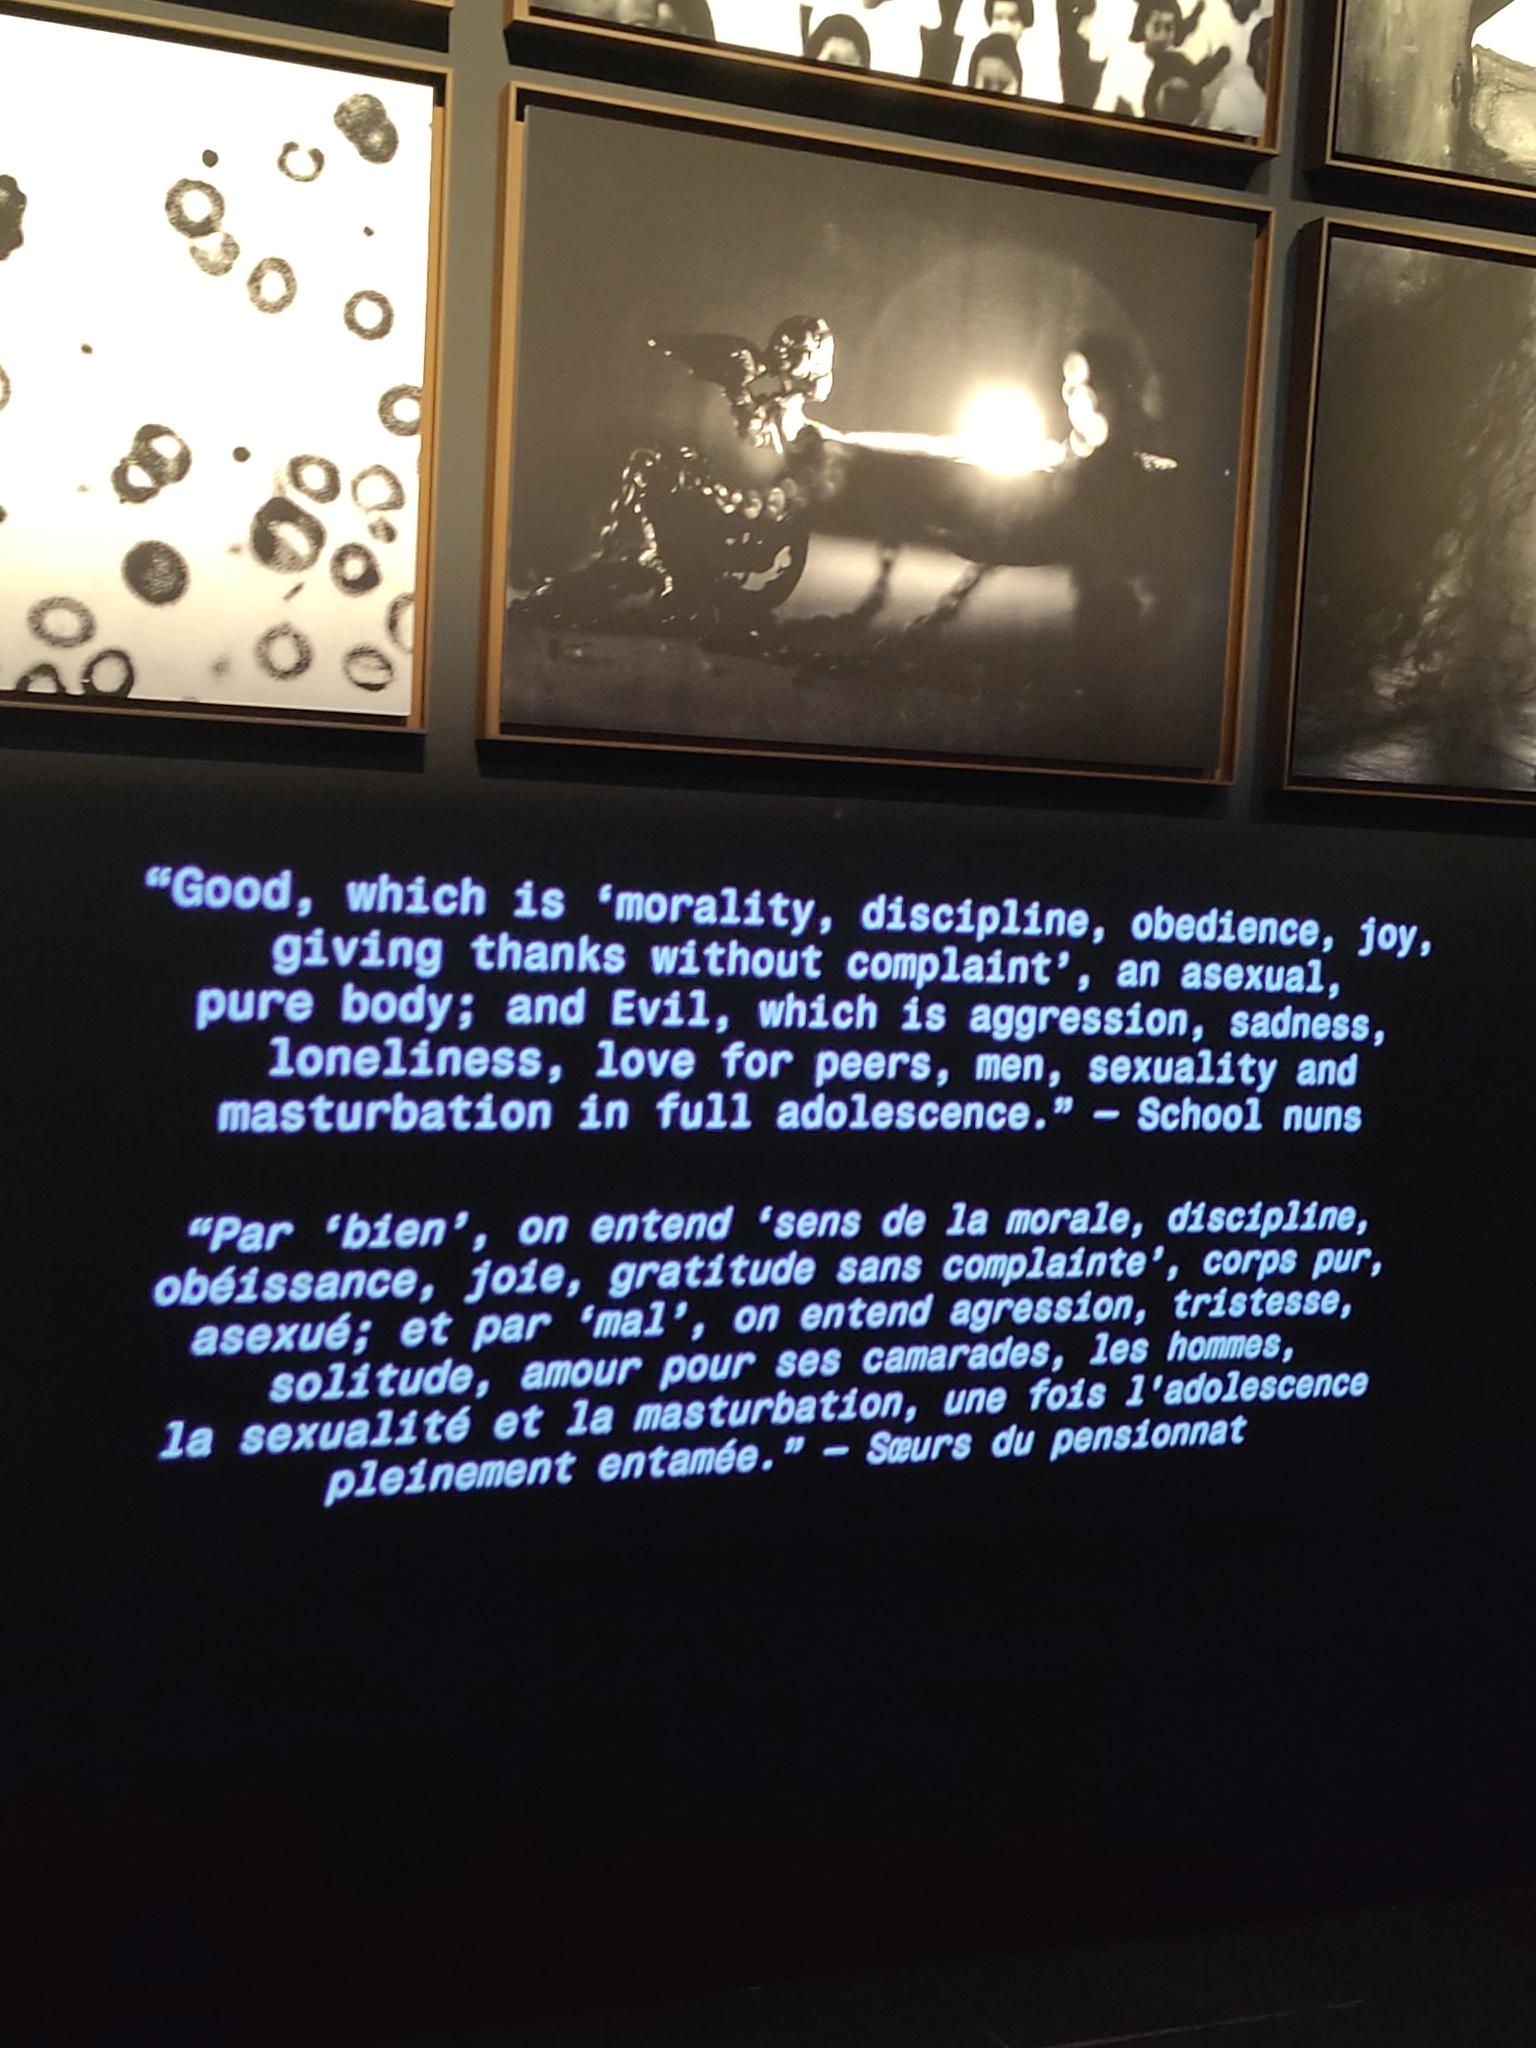 “Good, which is ‘morality, discipline, obedience, joy,
giving thanks without complaint’, an asexual,
pure body; and Evil, which is aggression, sadness,
loneliness, love for peers, men, sexuality and
masturbation in full adolescence.” — School nuns
“Par ‘bien’, on entend ‘sens de la morale, discipline,
obéissance, joie, gratitude sans complainte’, corps pur,
asexué; et par ‘mal’, on entend agression, tristesse,
solitude, amour pour ses camarades, les hommes,
la sexualité et la masturbation, une fois l'adolescence
pleinement entamée.” — Sœurs du pensionnat